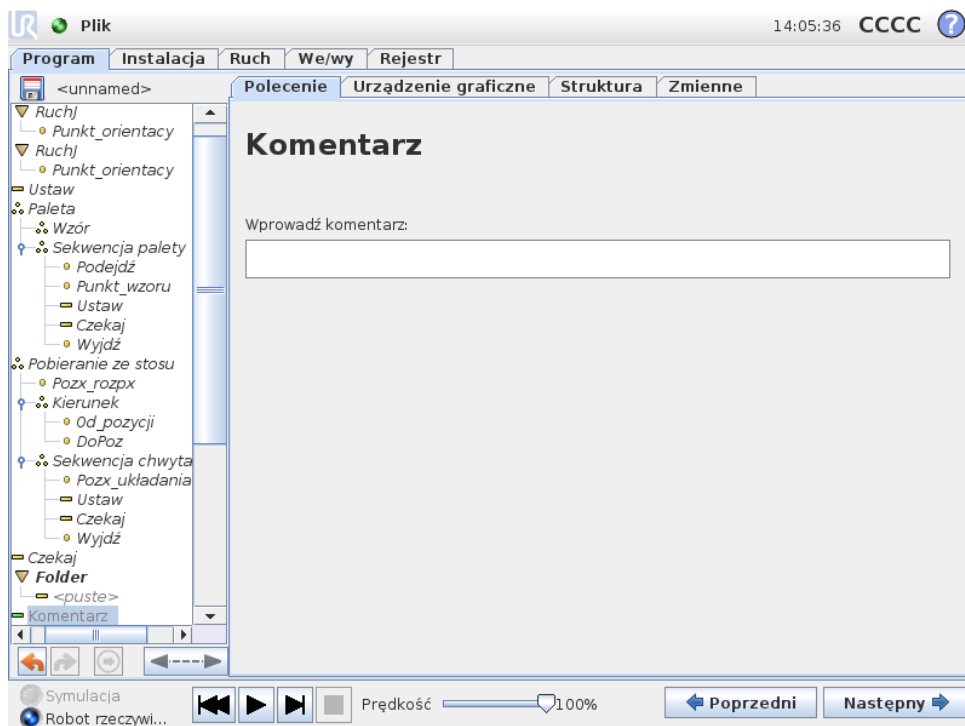 UR Plik 14:05:36 CCCC ?
Program Instalacja Ruch We/wy Rejestr
<unnamed>
Polecenie Urządzenie graficzne Struktura Zmienne
RuchJ
Punkt_orientacy
RuchJ
Punkt_orientacy
Ustaw
Paleta
Wzór
Sekwencja palety
Podejdź
Punkt_wzoru
Ustaw
Czekaj
Wyjdź
Pobieranie ze stosu
Pozx_rozpx
Kierunek
Od_pozycji
DoPoz
Sekwencja chwyta
Pozx_układania
Ustaw
Czekaj
Wyjdź
Czekaj
Folder
<puste>
Komentarz
Komentarz
Wprowadź komentarz:
Symulacja
Robot rzeczywi...
Prędkość 100%
Poprzedni Następny